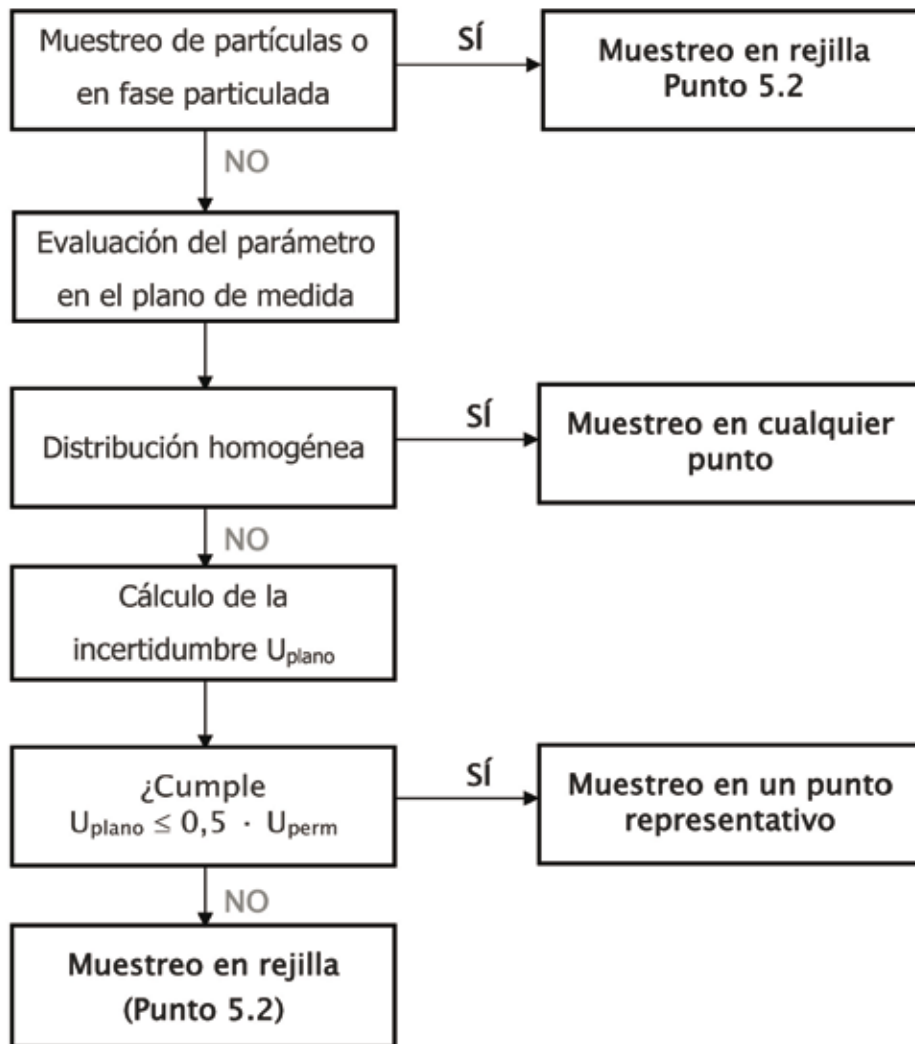 Muestreo de partículas o
en fase particulada
SÍ
Muestreo en rejilla
Punto 5.2
NO
Evaluación del parámetro
en el plano de medida
Distribución homogénea
SÍ
Muestreo en cualquier
punto
NO
Cálculo de la
incertidumbre Uplano
¿Cumple
Uplano ≤ 0,5 · Uperm
SÍ
Muestreo en un punto
representativo
NO
Muestreo en rejilla
(Punto 5.2)